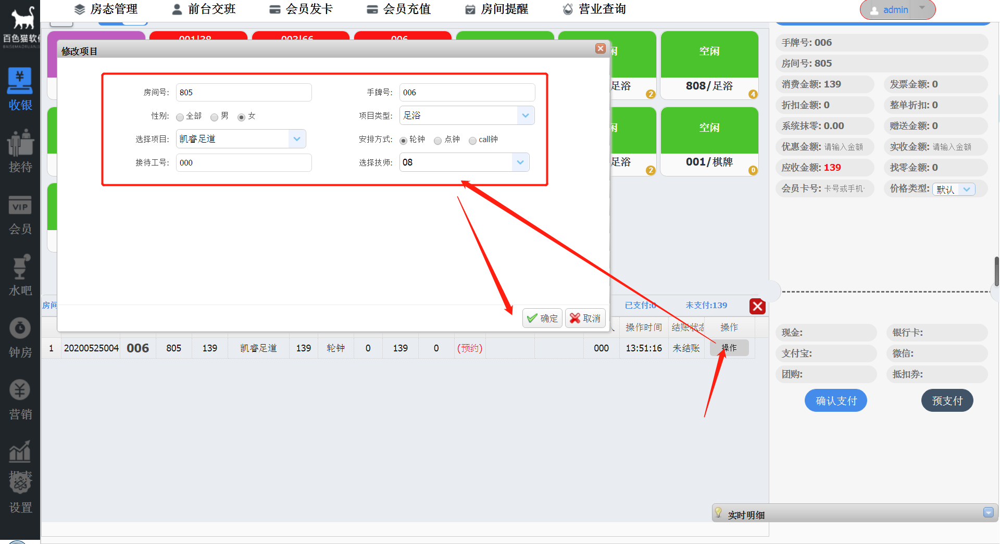 房态管理
前台交班
会员发卡
会员充值
房间提醒
营业查询
admin
百色猫软件
收银
接待
VIP
会员
水吧
钟房
营销
报表
设置
001|38
003|66
006
空闲
足浴
2
808/足浴
4
空闲
足浴
2
001/棋牌
0
修改项目
房间号: 805
手牌号: 006
性别: 全部 男 女
项目类型: 足浴
选择项目: 凯睿足道
安排方式: 轮钟 点钟 call钟
接待工号: 000
选择技师: 08
确定
取消
房间
已支付:0
未支付:139
操作时间
结账状态
操作
1 20200525004 006 805 139 凯睿足道 139 轮钟 0 139 0 (预约) 000 13:51:16 未结账 操作
手牌号: 006
房间号: 805
消费金额: 139
发票金额: 0
折扣金额: 0
整单折扣: 0
系统抹零: 0.00
赠送金额: 0
优惠金额: 请输入金额
实收金额: 请输入金额
应收金额: 139
找零金额: 0
会员卡号: 卡号或手机
价格类型: 默认
现金:
银行卡:
支付宝:
微信:
团购:
抵扣券:
确认支付
预支付
实时明细